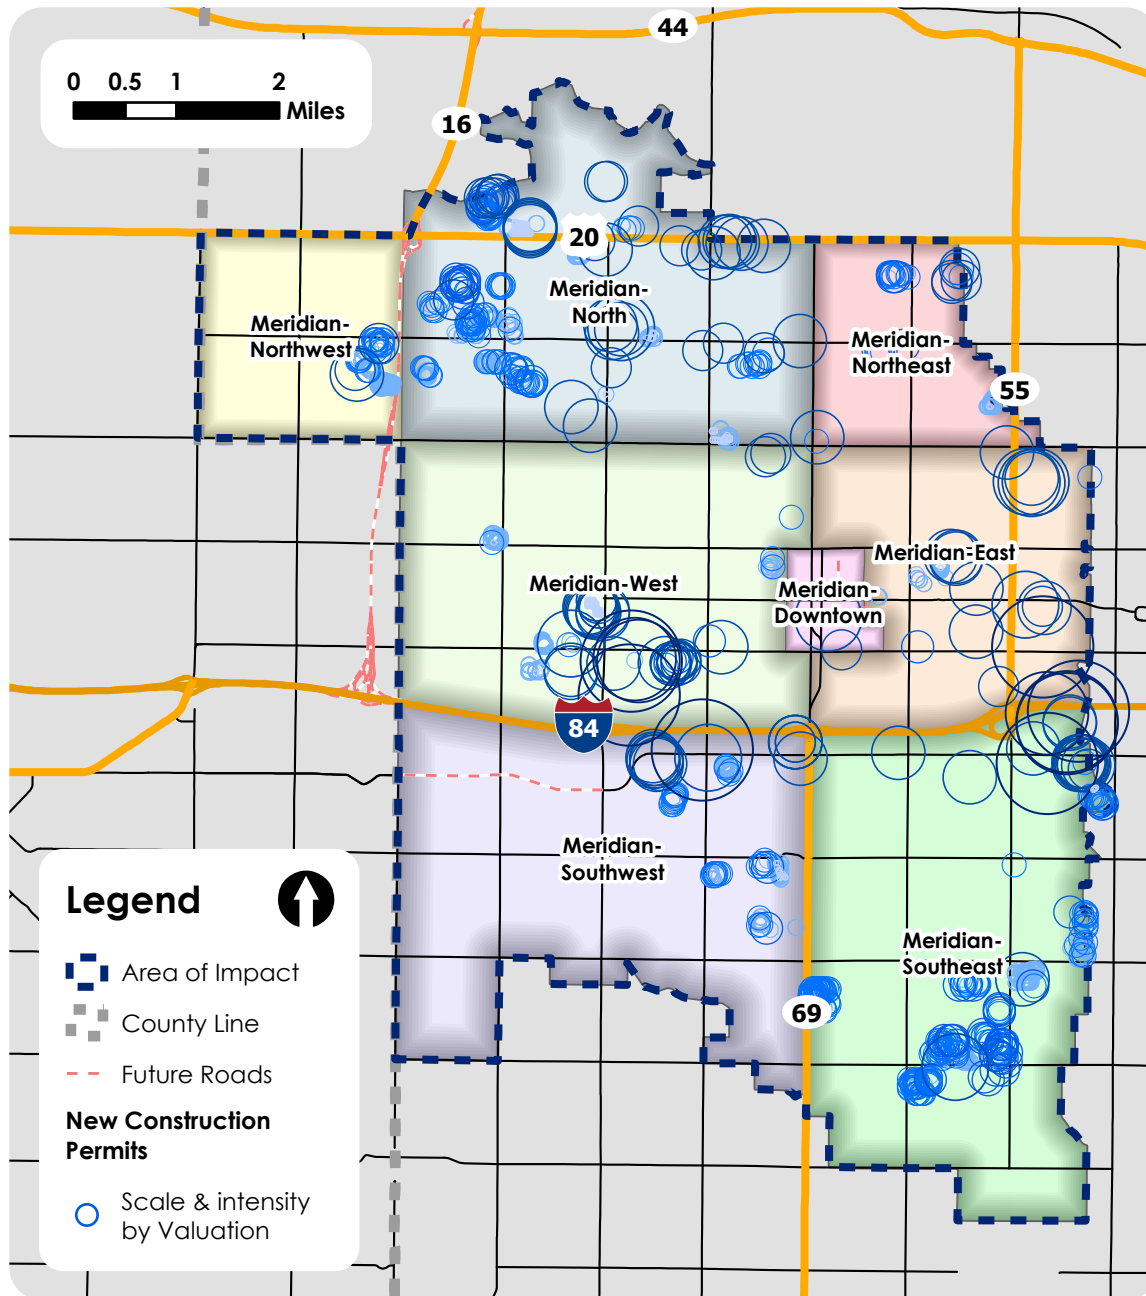 44
0 0.5 1 2
Miles
16
20
Meridian-
North
Meridian-
Northwest
Meridian-
Northeast
55
Meridian-East
Meridian-West
Meridian-
Downtown
84
Meridian-
Southwest
Legend
Area of Impact
County Line
Future Roads
New Construction
Permits
Scale & intensity
by Valuation
Meridian-
Southeast
69